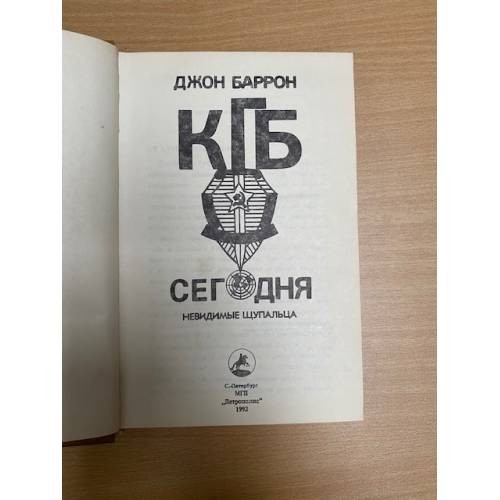 ДЖОН БАРРОН
КГБ
СЕГОДНЯ
НЕВИДИМЫЕ ЩУПАЛЬЦА
С.-Петербург
МГП
„Петрополис"
1992